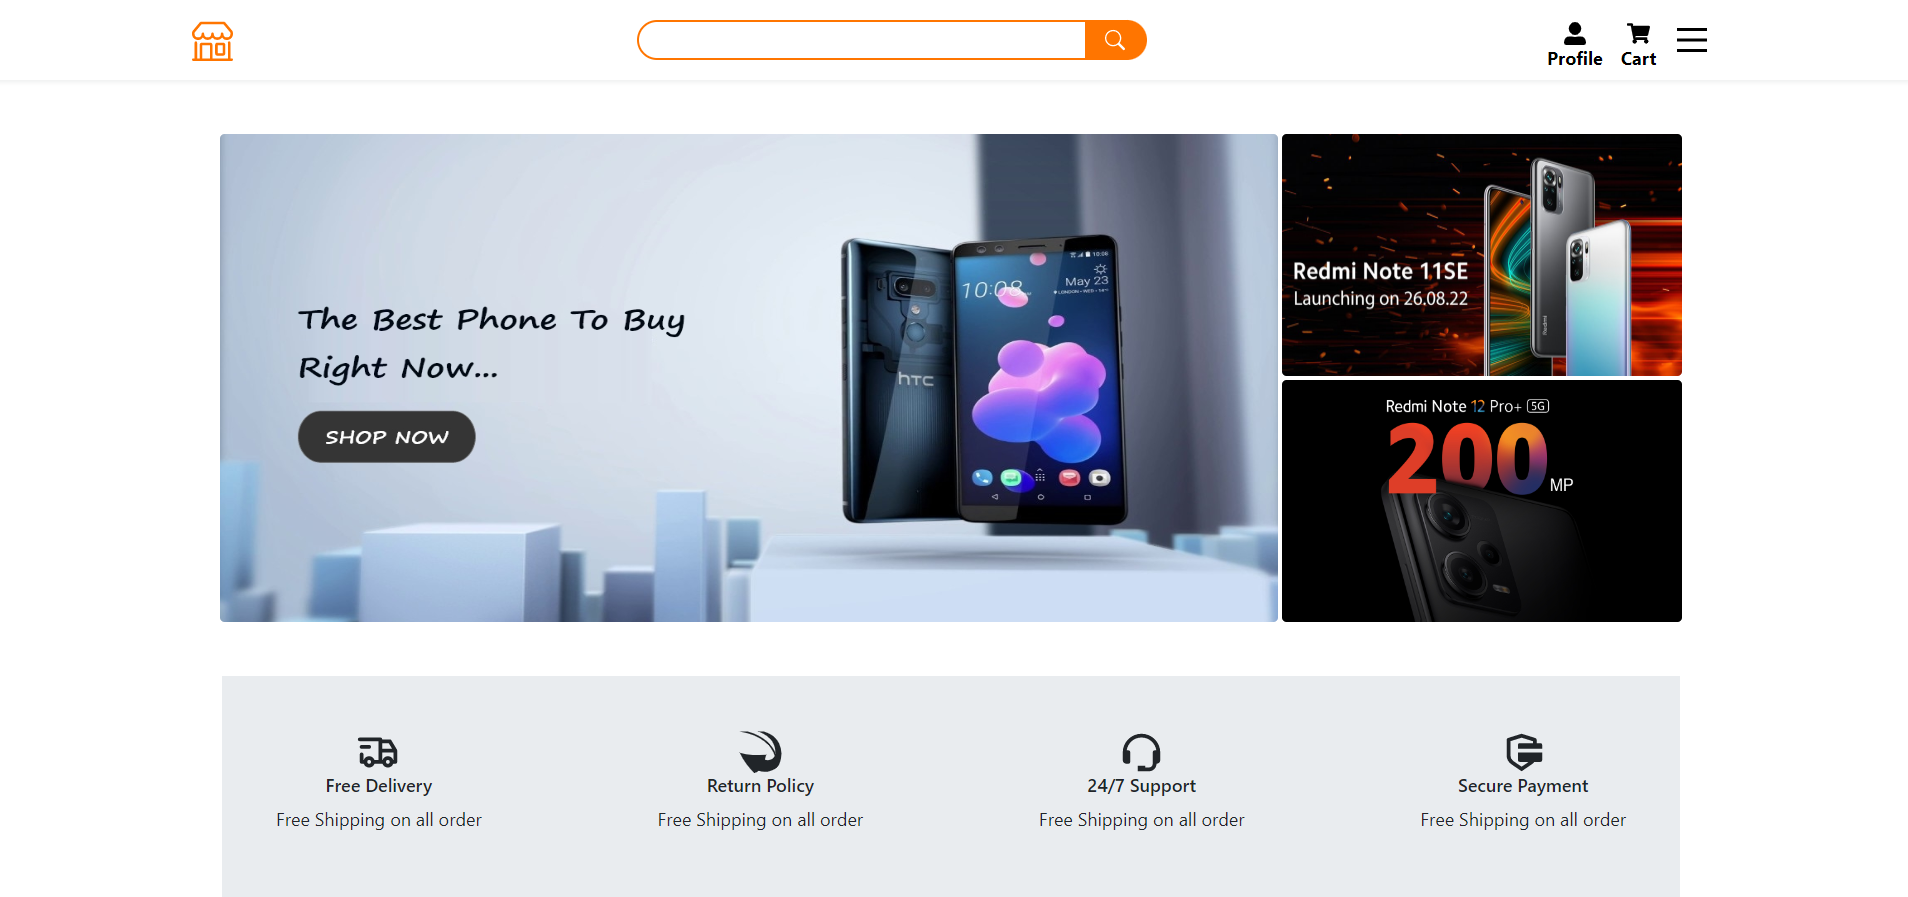 Profile
Cart
The Best Phone To Buy
Right Now...
SHOP NOW
htc
10:08
10:08
May 23
Redmi Note 11SE
Launching on 26.08.22
Redmi
Redmi Note 12 Pro+ 5G
200 MP
Free Delivery
Free Shipping on all order
Return Policy
Free Shipping on all order
24/7 Support
Free Shipping on all order
Secure Payment
Free Shipping on all order